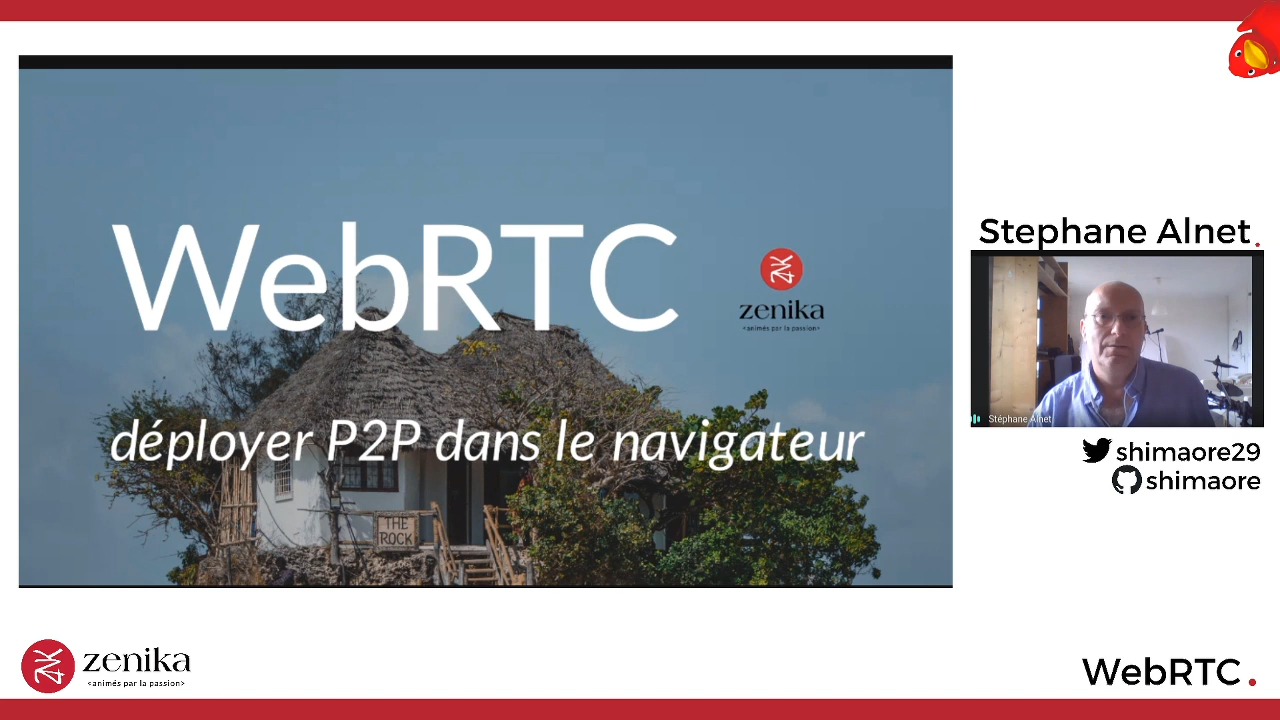 WebRTC
zenika
<animés par la passion>
déployer P2P dans le navigateur
THE
ROCK
Stephane Alnet.
Stéphane Alnet
shimaore29
shimaore
zenika
<animés par la passion>
WebRTC.